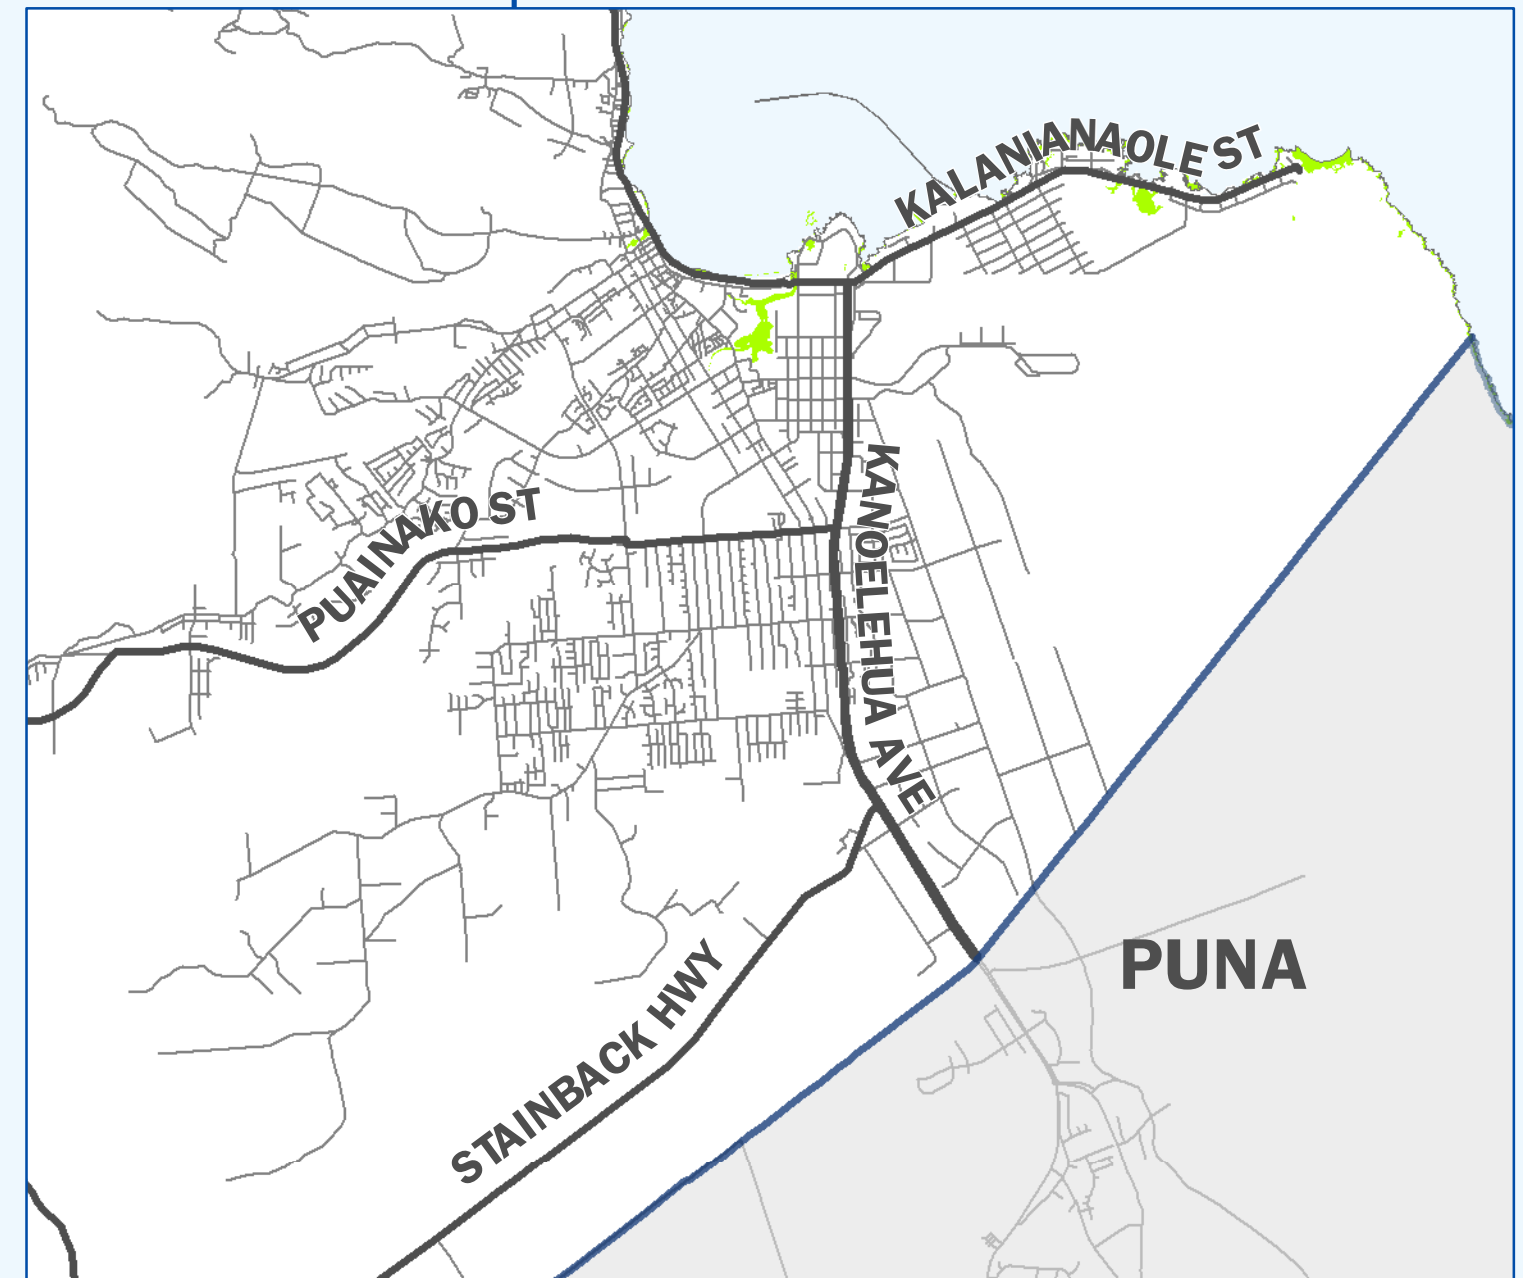 KALANIANAOLE ST
KANOELEHUA AVE
PUAINAKO ST
PUNA
STAINBACK HWY